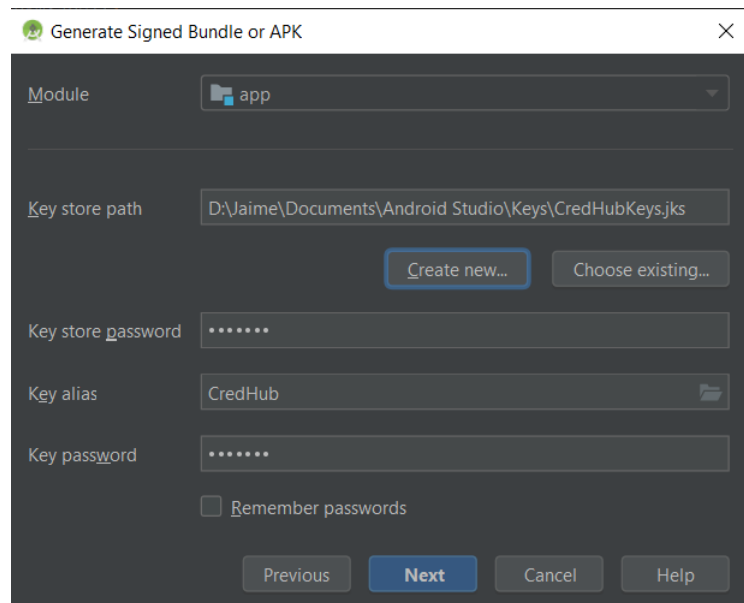 Generate Signed Bundle or APK
Module app
Key store path D:\Jaime\Documents\Android Studio\Keys\CredHubKeys.jks
Create new... Choose existing...
Key store password •••••••
Key alias CredHub
Key password •••••••
Remember passwords
Previous Next Cancel Help